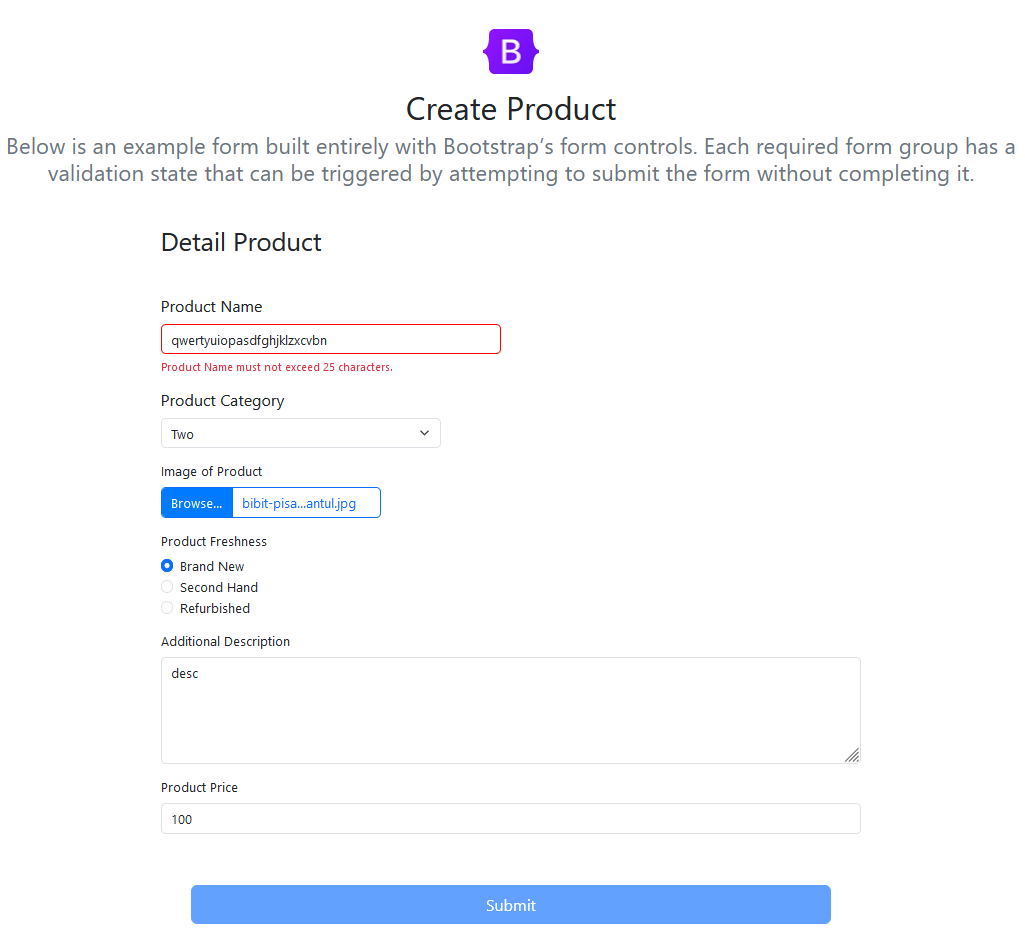 B
Create Product
Below is an example form built entirely with Bootstrap’s form controls. Each required form group has a
validation state that can be triggered by attempting to submit the form without completing it.
Detail Product
Product Name
qwertyuiopasdfghjklzxcvbn
Product Name must not exceed 25 characters.
Product Category
Two
Image of Product
Browse... bibit-pisa...antul.jpg
Product Freshness
Brand New
Second Hand
Refurbished
Additional Description
desc
Product Price
100
Submit